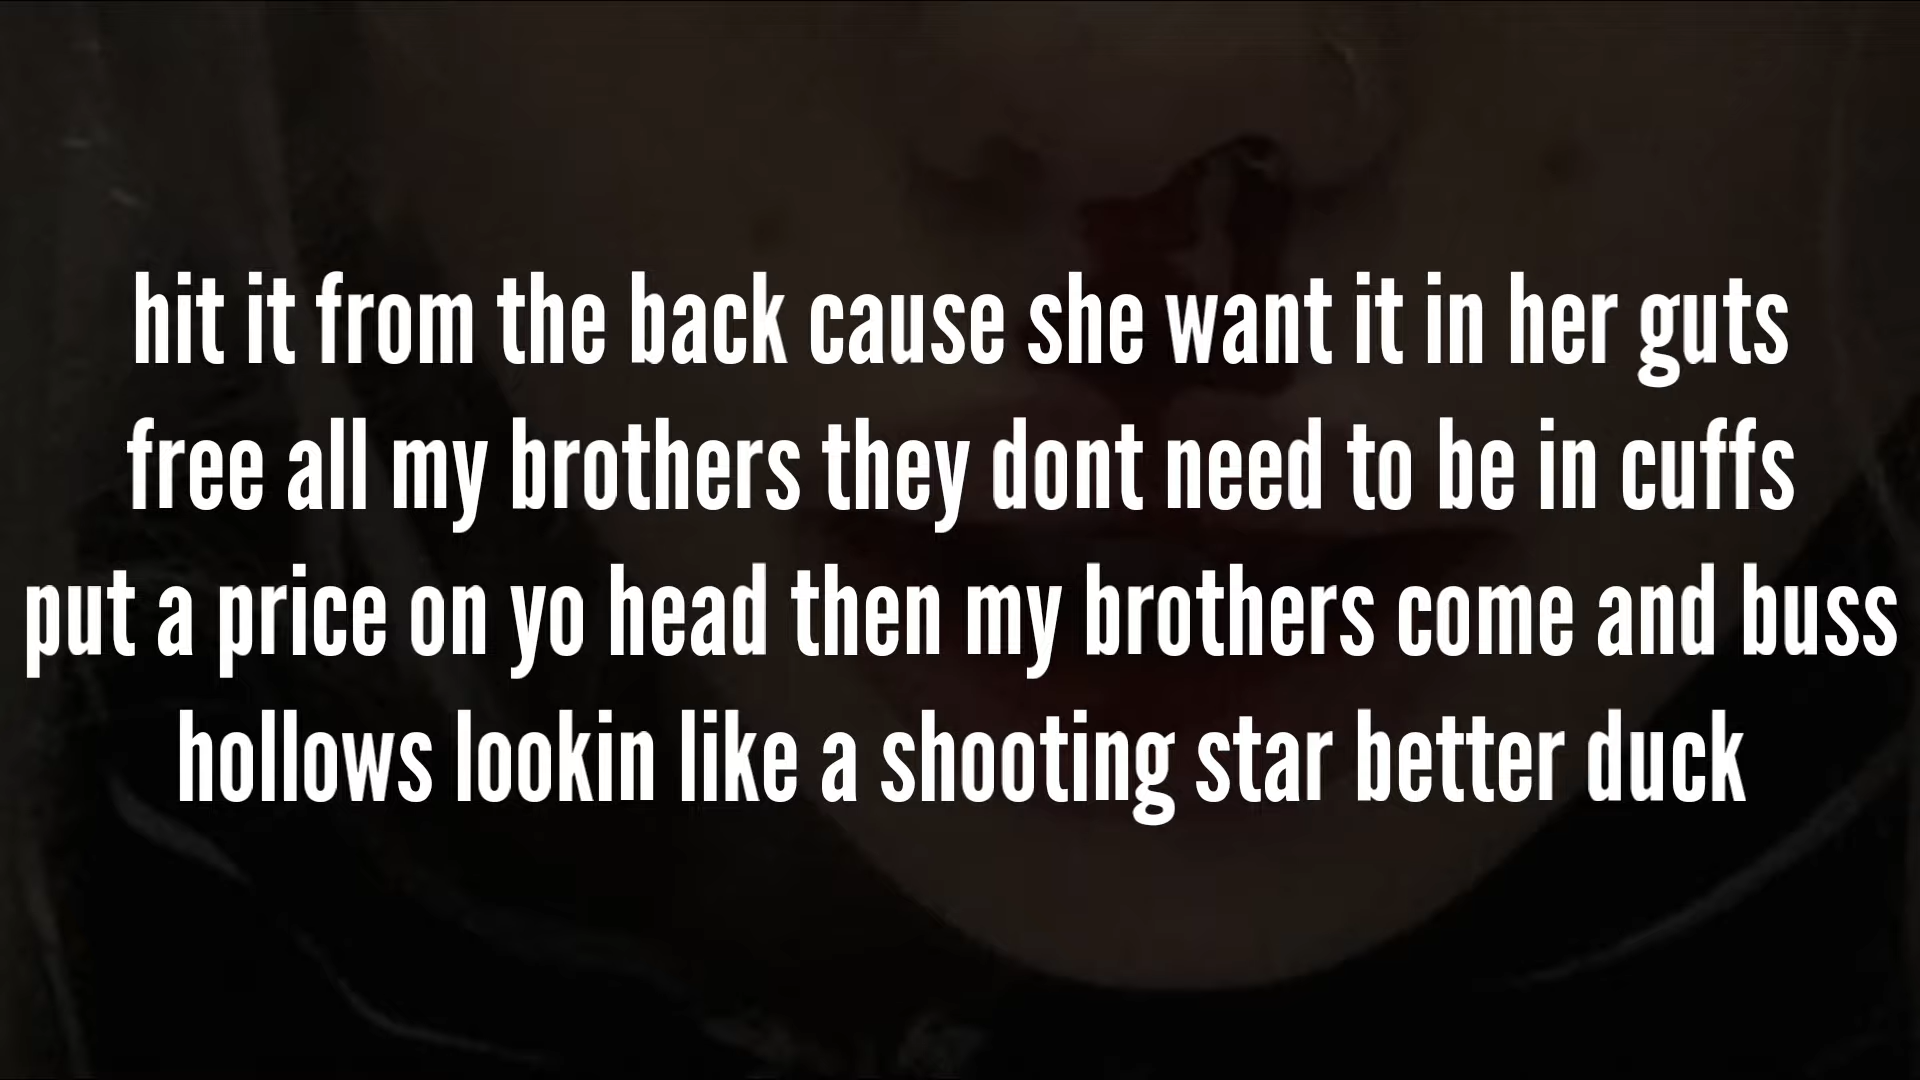 hit it from the back cause she want it in her guts
free all my brothers they dont need to be in cuffs
put a price on yo head then my brothers come and buss
hollows lookin like a shooting star better duck